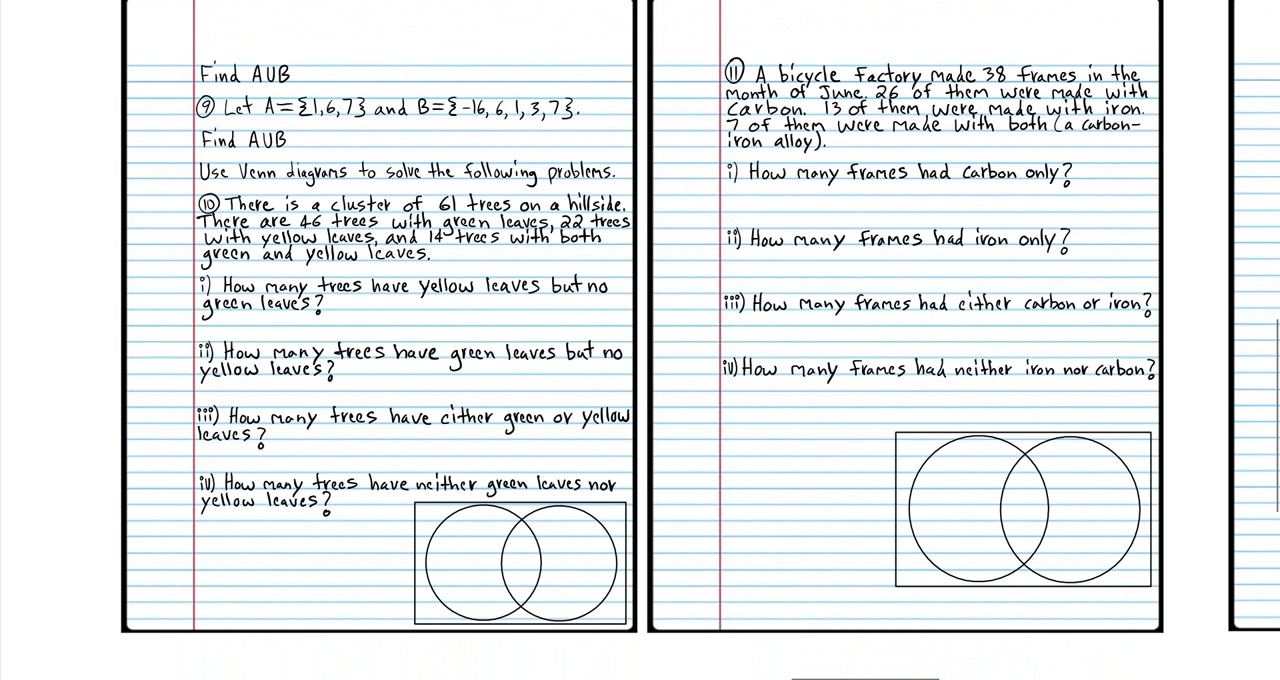 Find A∪B
⑨ Let A={1,6,7} and B={-16, 6, 1, 3, 7}.
Find A∪B
Use Venn diagrams to solve the following problems.
⑩ There is a cluster of 61 trees on a hillside.
There are 46 trees with green leaves, 22 trees
with yellow leaves, and 14 trees with both
green and yellow leaves.
i) How many trees have yellow leaves but no
green leaves?
ii) How many trees have green leaves but no
yellow leaves?
iii) How many trees have either green or yellow
leaves?
iv) How many trees have neither green leaves nor
yellow leaves?
⑪ A bicycle factory made 38 frames in the
month of June. 26 of them were made with
carbon. 13 of them were made with iron.
7 of them were made with both (a carbon-
iron alloy).
i) How many frames had carbon only?
ii) How many frames had iron only?
iii) How many frames had either carbon or iron?
iv) How many frames had neither iron nor carbon?